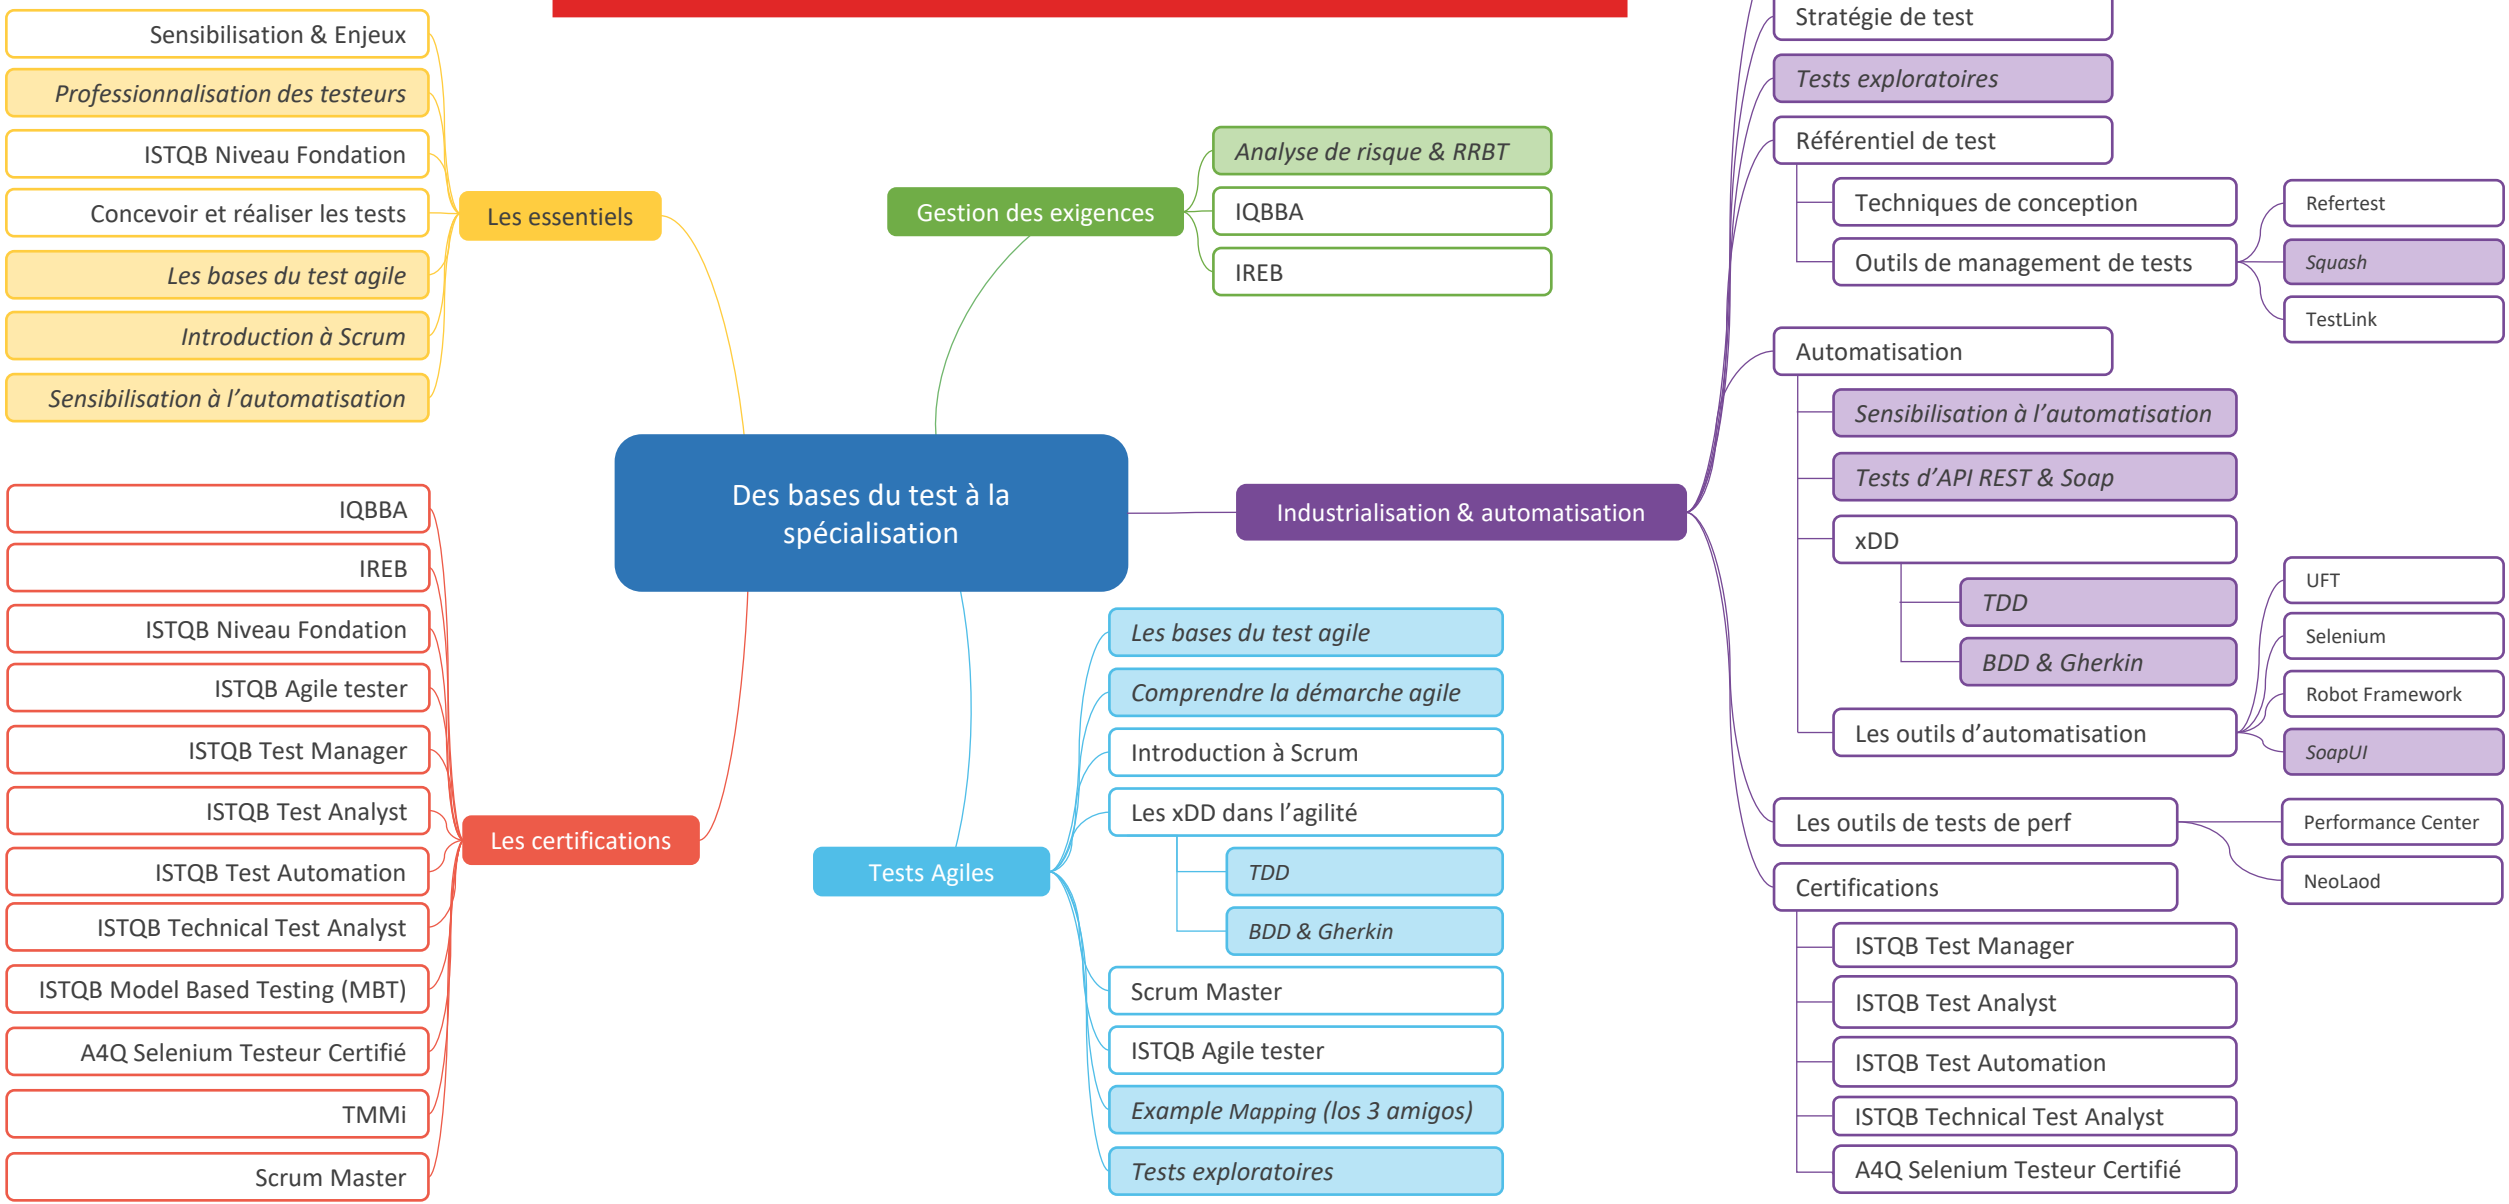 Sensibilisation & Enjeux
Professionnalisation des testeurs
ISTQB Niveau Fondation
Concevoir et réaliser les tests
Les bases du test agile
Introduction à Scrum
Sensibilisation à l’automatisation
Les essentiels
Gestion des exigences
Analyse de risque & RRBT
IQBBA
IREB
Des bases du test à la
spécialisation
Industrialisation & automatisation
Stratégie de test
Tests exploratoires
Référentiel de test
Techniques de conception
Outils de management de tests
Refertest
Squash
TestLink
Automatisation
Sensibilisation à l’automatisation
Tests d’API REST & Soap
xDD
TDD
BDD & Gherkin
Les outils d’automatisation
UFT
Selenium
Robot Framework
SoapUI
Les outils de tests de perf
Performance Center
NeoLaod
Certifications
ISTQB Test Manager
ISTQB Test Analyst
ISTQB Test Automation
ISTQB Technical Test Analyst
A4Q Selenium Testeur Certifié
IQBBA
IREB
ISTQB Niveau Fondation
ISTQB Agile tester
ISTQB Test Manager
ISTQB Test Analyst
ISTQB Test Automation
ISTQB Technical Test Analyst
ISTQB Model Based Testing (MBT)
A4Q Selenium Testeur Certifié
TMMi
Scrum Master
Les certifications
Tests Agiles
Les bases du test agile
Comprendre la démarche agile
Introduction à Scrum
Les xDD dans l’agilité
TDD
BDD & Gherkin
Scrum Master
ISTQB Agile tester
Example Mapping (los 3 amigos)
Tests exploratoires